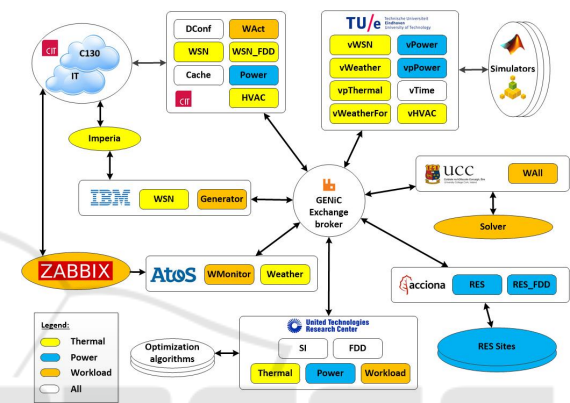 DConf
WAct
WSN
WSN_FDD
Cache
Power
CIT
HVAC
CIT
C130
IT
TU/e
Technische Universiteit
Eindhoven
University of Technology
vWSN
vPower
vWeather
vpPower
vpThermal
vTime
vWeatherFor
vHVAC
Simulators
Imperia
IBM
WSN
Generator
GENiC
Exchange
broker
UCC
WAll
Solver
ZABBIX
Atos
WMonitor
Weather
acciona
RES
RES_FDD
RES Sites
United Technologies
Research Center
SI
FDD
Thermal
Power
Workload
Optimization
algorithms
Legend:
Thermal
Power
Workload
All